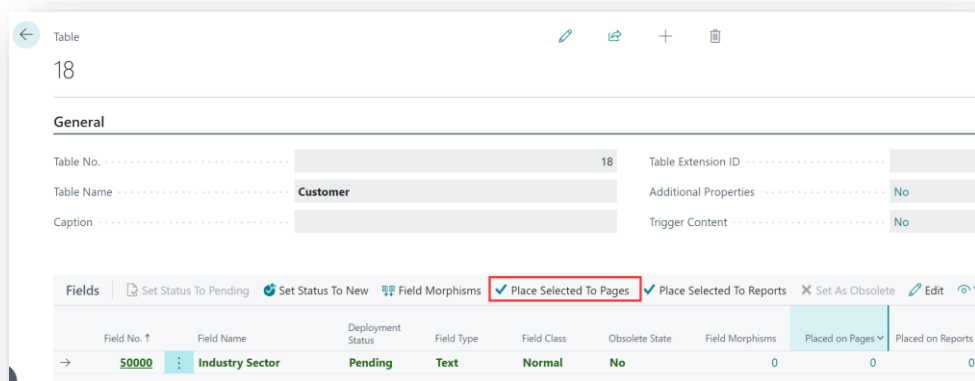 Table
18
General
Table No. 18 Table Extension ID
Table Name Customer Additional Properties No
Caption Trigger Content No
Fields Set Status To Pending Set Status To New Field Morphisms Place Selected To Pages Place Selected To Reports Set As Obsolete Edit
Field No. ↑ Field Name Deployment Status Field Type Field Class Obsolete State Field Morphisms Placed on Pages Placed on Reports
50000 Industry Sector Pending Text Normal No 0 0 0